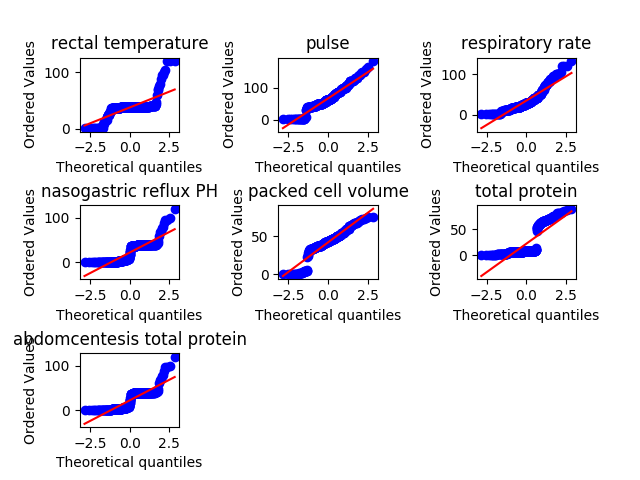 rectal temperature
pulse
respiratory rate
Ordered Values
100
0
−2.5 0.0 2.5
Theoretical quantiles
Ordered Values
100
0
−2.5 0.0 2.5
Theoretical quantiles
Ordered Values
100
0
−2.5 0.0 2.5
Theoretical quantiles
nasogastric reflux PH
packed cell volume
total protein
Ordered Values
100
0
−2.5 0.0 2.5
Theoretical quantiles
Ordered Values
50
0
−2.5 0.0 2.5
Theoretical quantiles
Ordered Values
50
0
−2.5 0.0 2.5
Theoretical quantiles
abdomcentesis total protein
Ordered Values
100
0
−2.5 0.0 2.5
Theoretical quantiles